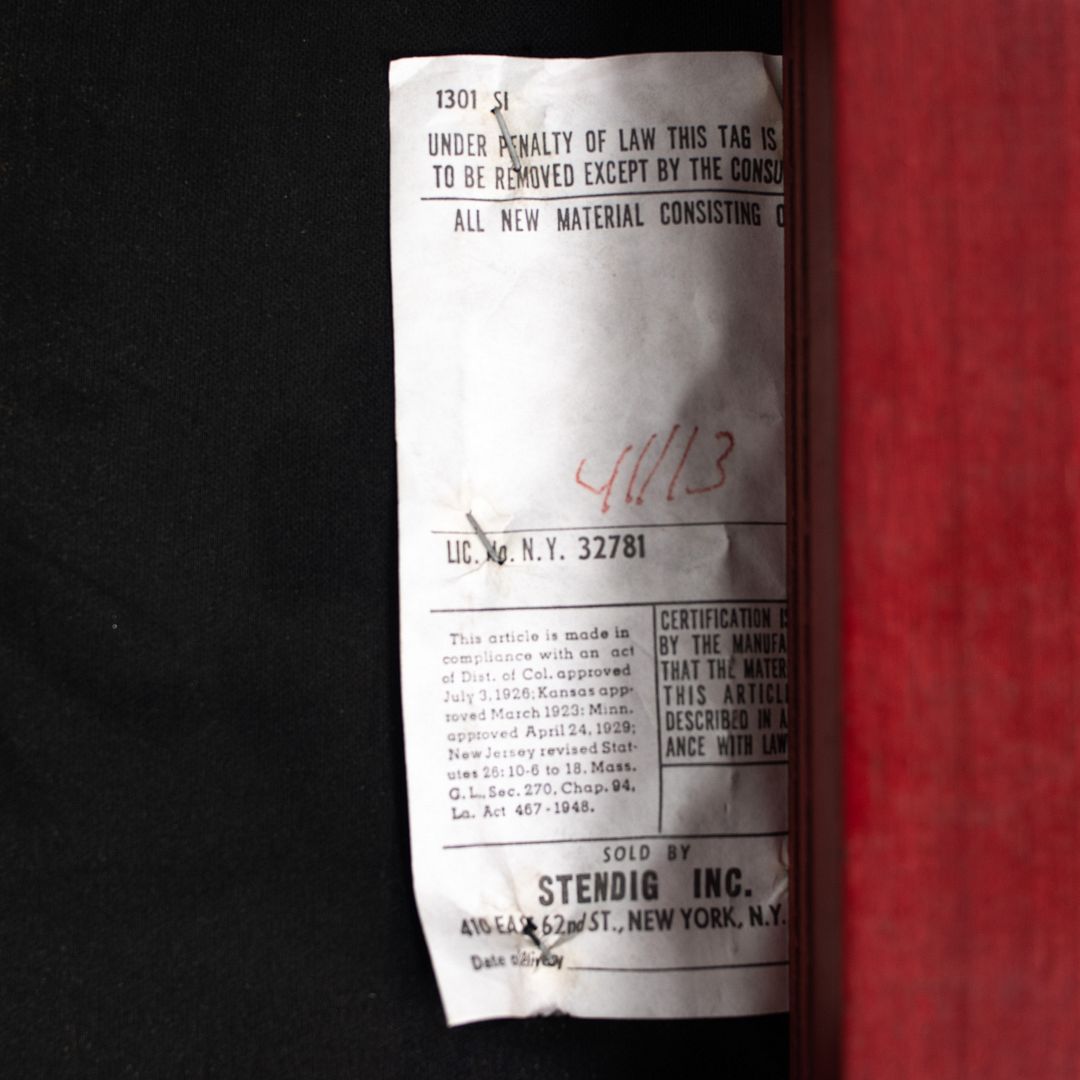 1301 SI
UNDER PENALTY OF LAW THIS TAG IS
TO BE REMOVED EXCEPT BY THE CONSU
ALL NEW MATERIAL CONSISTING O
LIC. No. N.Y. 32781
This article is made in
compliance with an act
of Dist. of Col. approved
July 3, 1926; Kansas app-
roved March 1923; Minn.
approved April 24, 1929;
New Jersey revised Stat-
utes 26:10-6 to 18. Mass.
G.L. Sec. 270, Chap. 94,
La. Act 467-1948.
CERTIFICATION IS
BY THE MANUFA
THAT THE MATER
THIS ARTICL
DESCRIBED IN A
ANCE WITH LAW
SOLD BY
STENDIG INC.
410 EAST 62nd ST., NEW YORK, N.Y.
Date